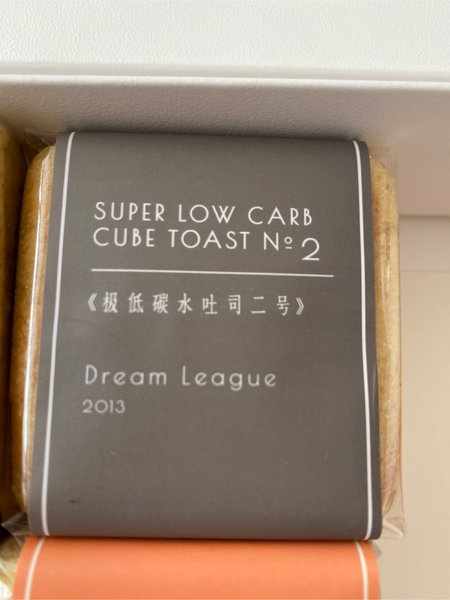 SUPER LOW CARB
CUBE TOAST Nº 2
《极低碳水吐司二号》
Dream League
2013